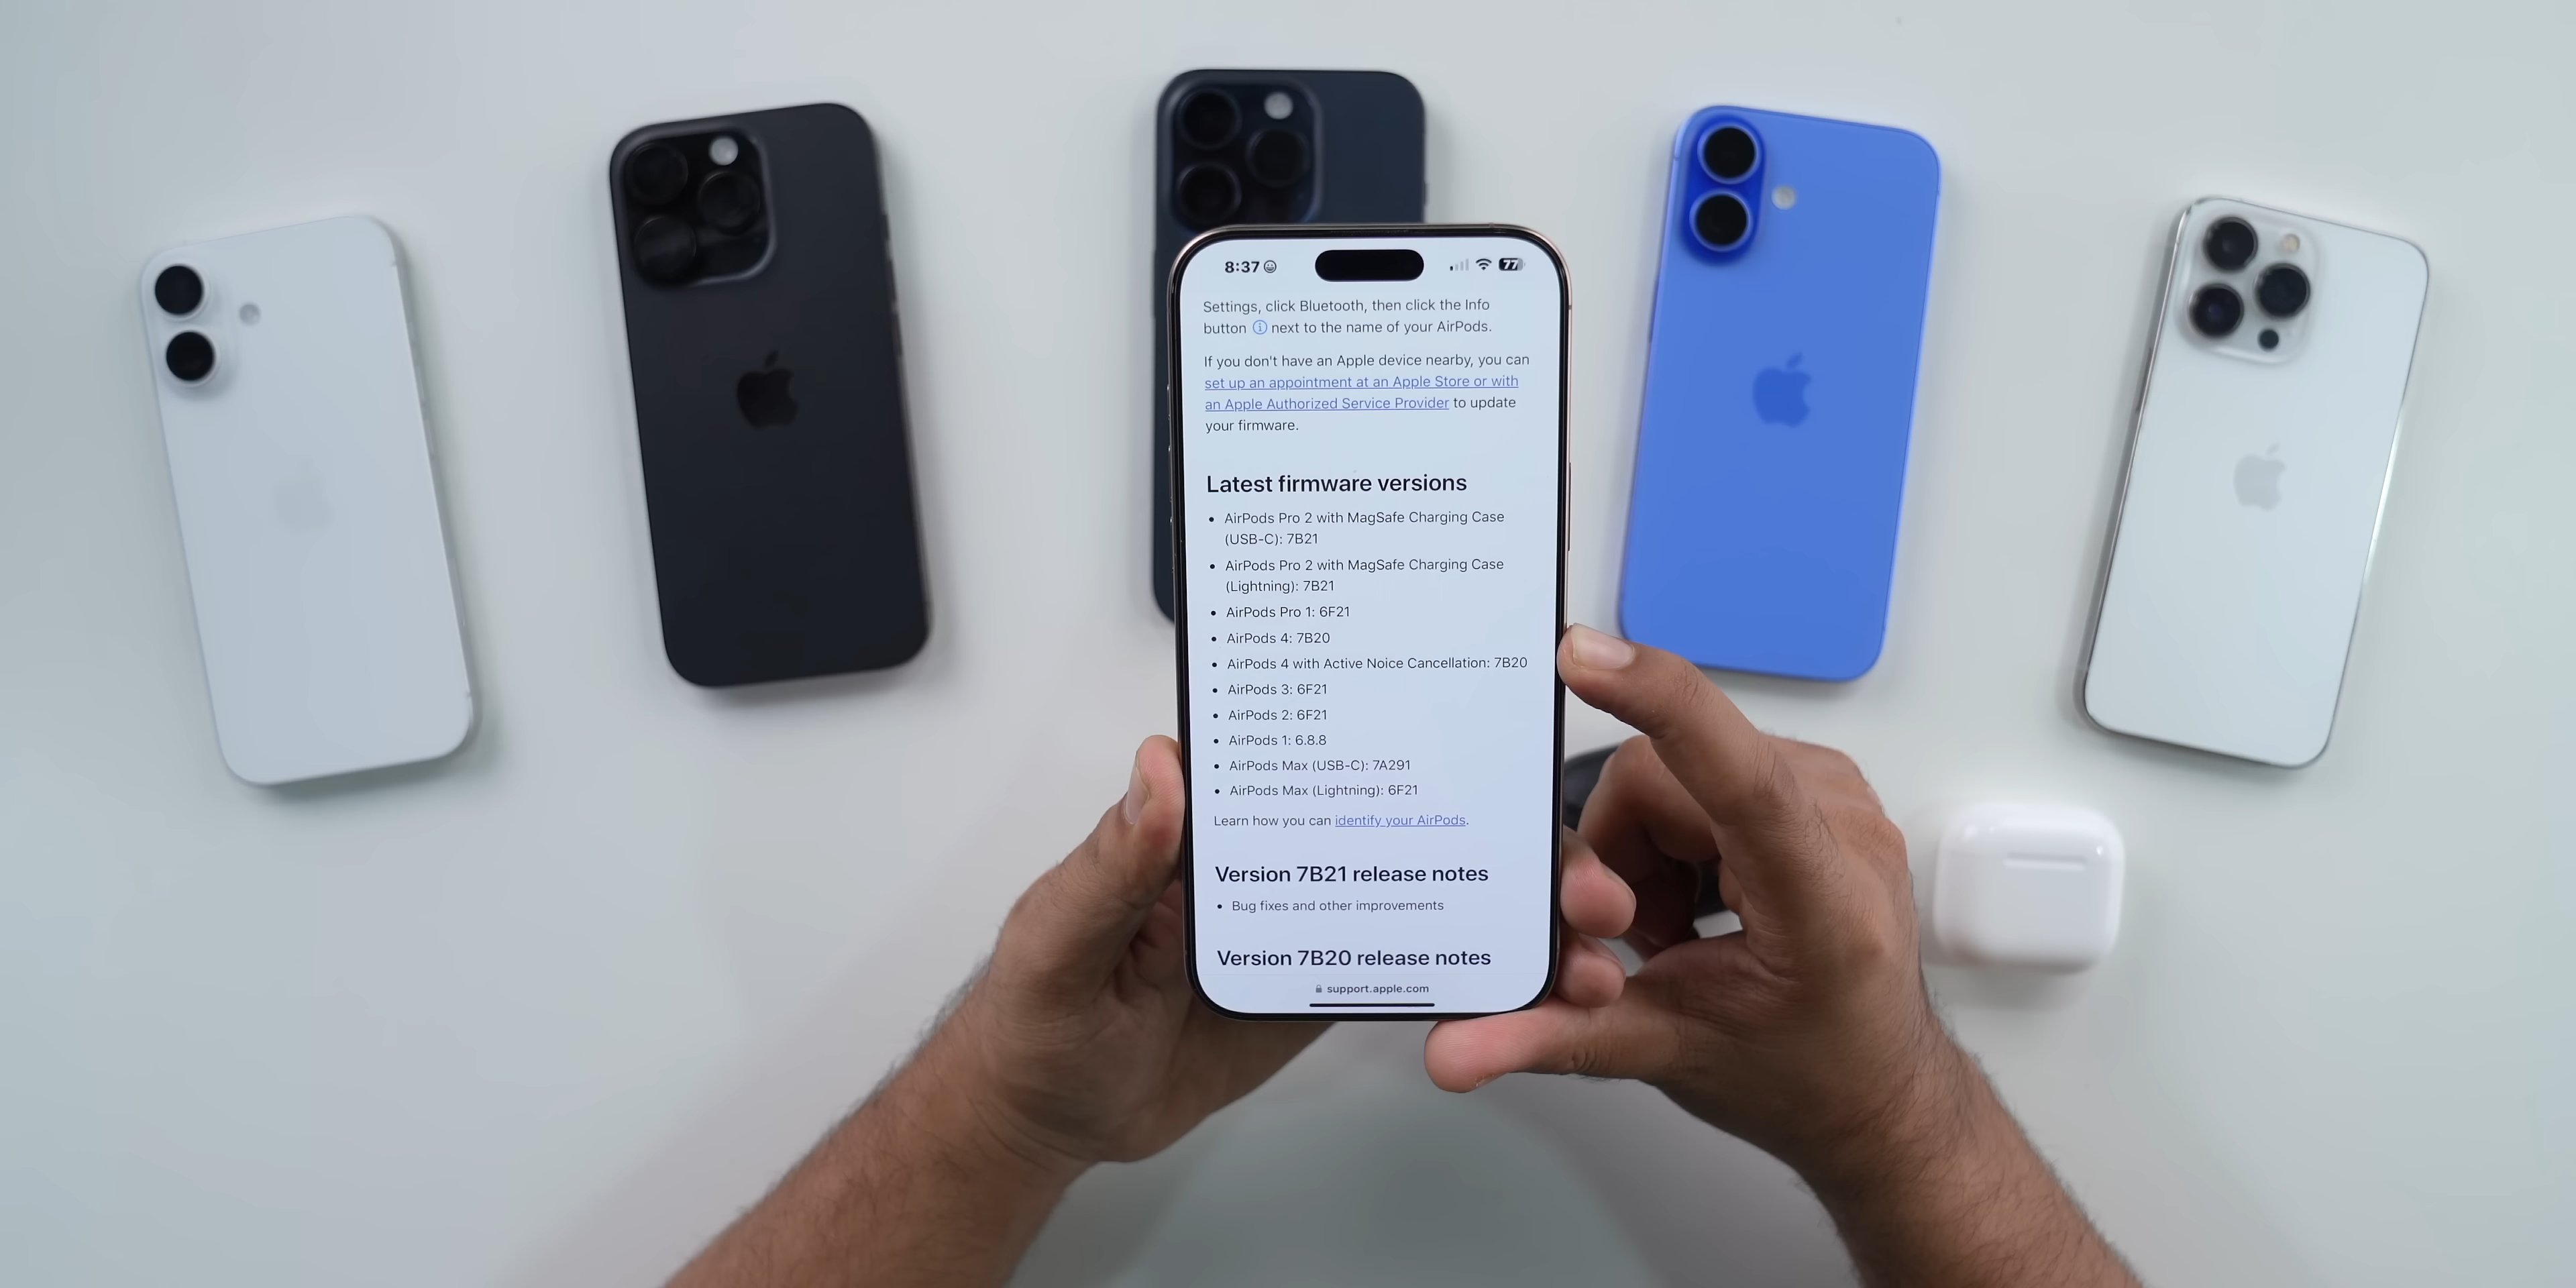 8:37
77
Settings, click Bluetooth, then click the Info
button ⓘ next to the name of your AirPods.
If you don't have an Apple device nearby, you can
set up an appointment at an Apple Store or with
an Apple Authorized Service Provider to update
your firmware.
Latest firmware versions
• AirPods Pro 2 with MagSafe Charging Case
(USB-C): 7B21
• AirPods Pro 2 with MagSafe Charging Case
(Lightning): 7B21
• AirPods Pro 1: 6F21
• AirPods 4: 7B20
• AirPods 4 with Active Noice Cancellation: 7B20
• AirPods 3: 6F21
• AirPods 2: 6F21
• AirPods 1: 6.8.8
• AirPods Max (USB-C): 7A291
• AirPods Max (Lightning): 6F21
Learn how you can identify your AirPods.
Version 7B21 release notes
• Bug fixes and other improvements
Version 7B20 release notes
support.apple.com